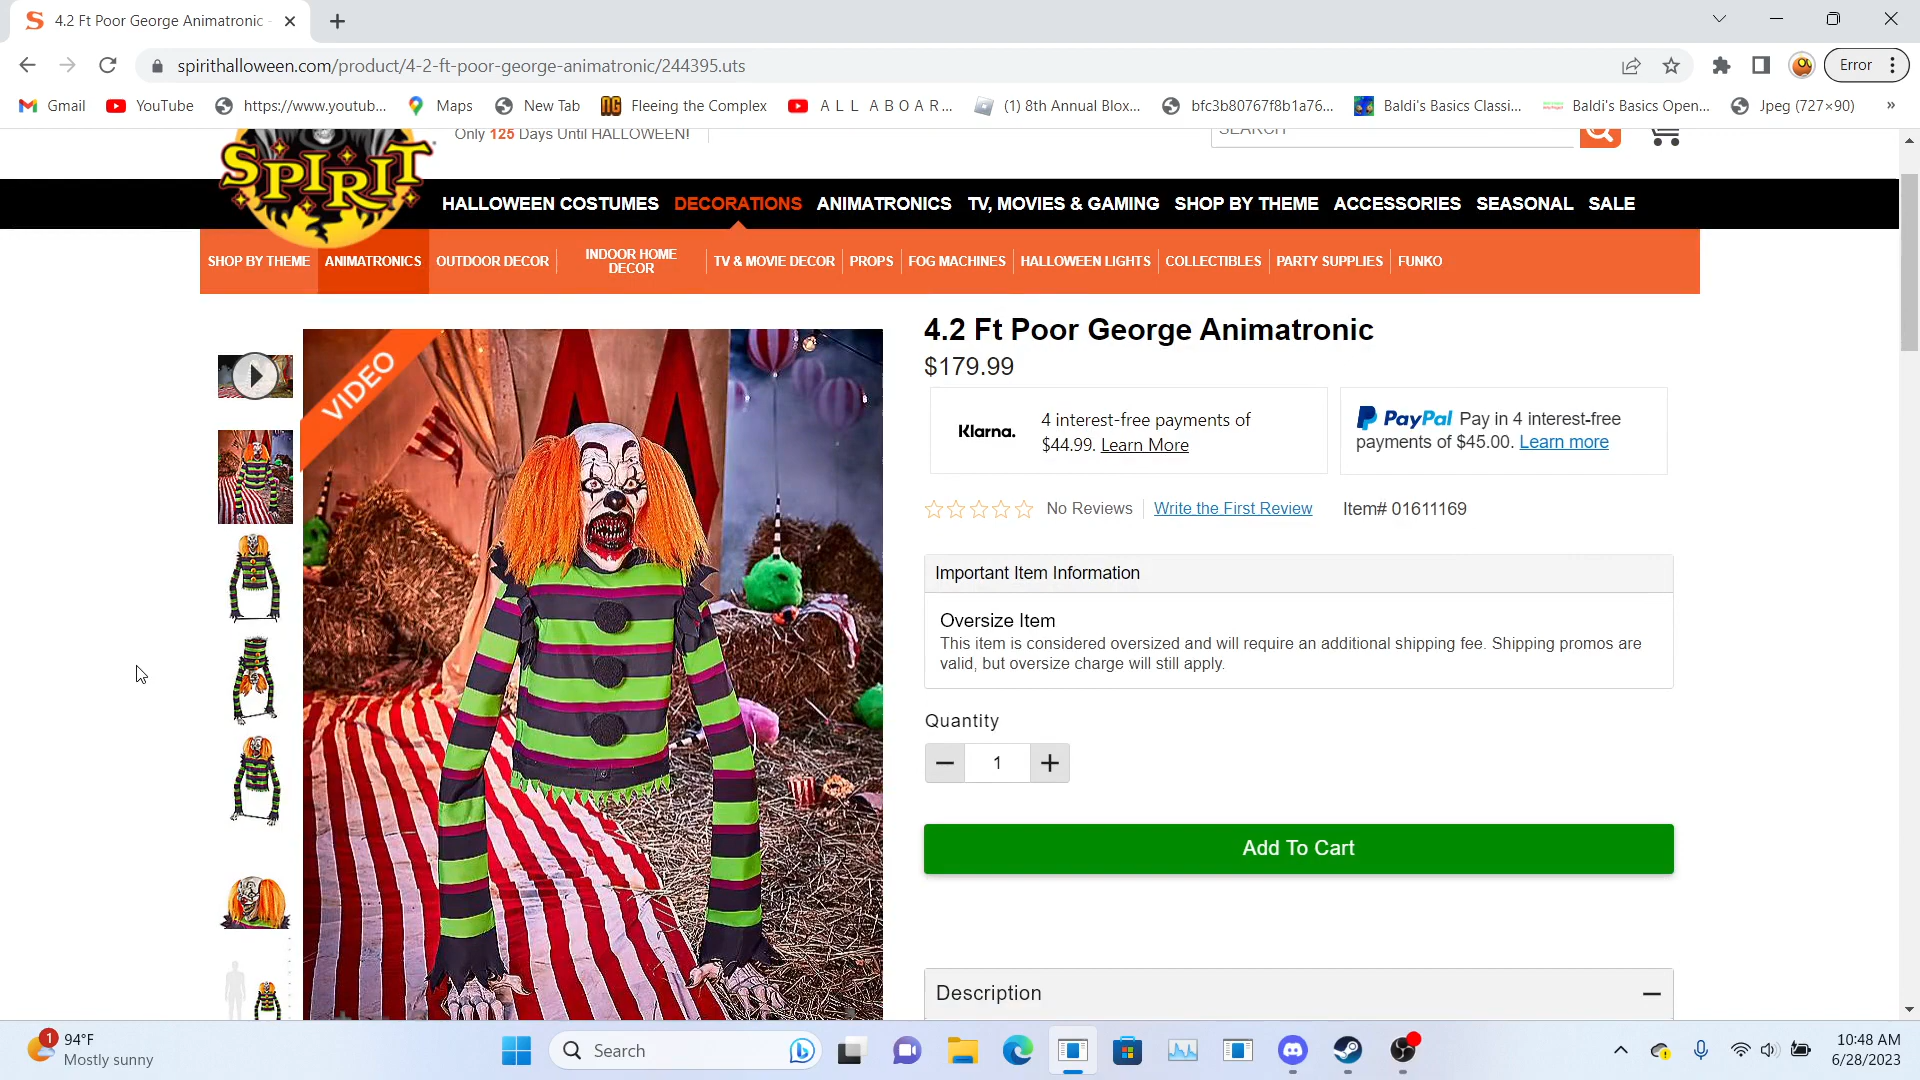 4.2 Ft Poor George Animatronic -
spirithalloween.com/product/4-2-ft-poor-george-animatronic/244395.uts
Error
Gmail
YouTube
https://www.youtub...
Maps
New Tab
Fleeing the Complex
A L L A B O A R...
(1) 8th Annual Blox...
bfc3b80767f8b1a76...
Baldi's Basics Classi...
Baldi's Basics Open...
Jpeg (727×90)
»
Only 125 Days Until HALLOWEEN!
SEARCH
SPIRIT
HALLOWEEN COSTUMES DECORATIONS ANIMATRONICS TV, MOVIES & GAMING SHOP BY THEME ACCESSORIES SEASONAL SALE
SHOP BY THEME ANIMATRONICS OUTDOOR DECOR INDOOR HOME
DECOR
TV & MOVIE DECOR PROPS FOG MACHINES HALLOWEEN LIGHTS COLLECTIBLES PARTY SUPPLIES FUNKO
VIDEO
4.2 Ft Poor George Animatronic
$179.99
Klarna.
4 interest-free payments of
$44.99. Learn More
PayPal Pay in 4 interest-free
payments of $45.00. Learn more
No Reviews
Write the First Review
Item# 01611169
Important Item Information
Oversize Item
This item is considered oversized and will require an additional shipping fee. Shipping promos are
valid, but oversize charge will still apply.
Quantity
1
Add To Cart
Description
1
94°F
Mostly sunny
Search
10:48 AM
6/28/2023